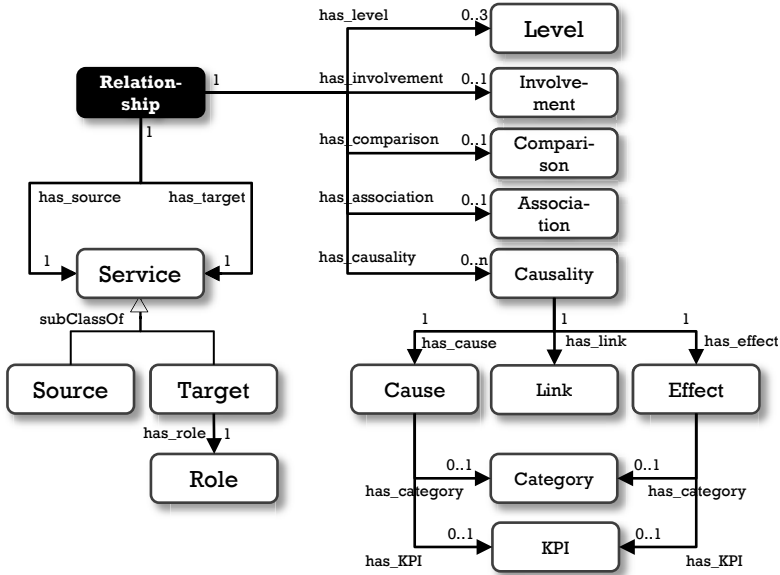 has_level
0..3
Level
Relation-
ship
1
has_involvement
0..1
Involve-
ment
1
has_comparison
0..1
Compari-
son
has_source
has_target
has_association
0..1
Associa-
tion
1
1
Service
has_causality
0..n
Causality
subClassOf
1
1
1
has_cause
has_link
has_effect
Source
Target
Cause
Link
Effect
has_role
1
Role
0..1
Category
0..1
has_category
has_category
0..1
KPI
0..1
has_KPI
has_KPI